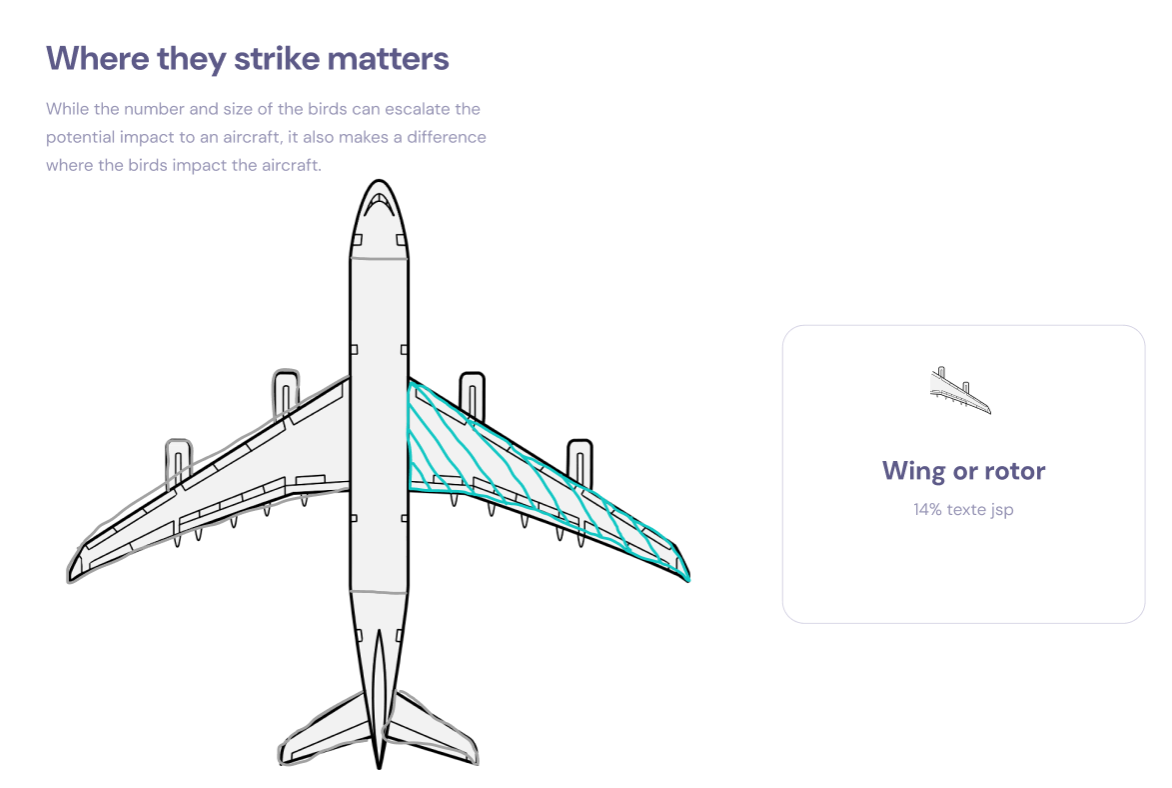 Where they strike matters
While the number and size of the birds can escalate the
potential impact to an aircraft, it also makes a difference
where the birds impact the aircraft.
Wing or rotor
14% texte jsp